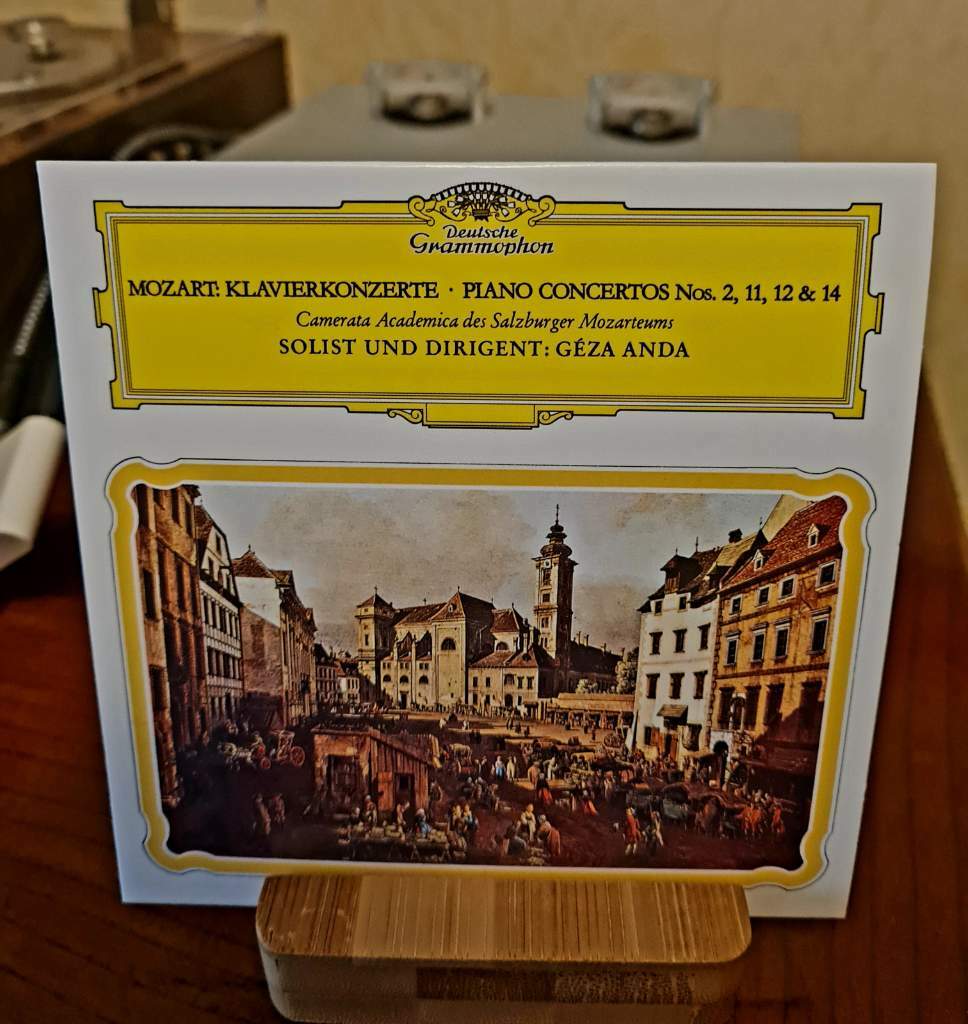 Deutsche
Grammophon
MOZART: KLAVIERKONZERTE · PIANO CONCERTOS Nos. 2, 11, 12 & 14
Camerata Academica des Salzburger Mozarteums
SOLIST UND DIRIGENT: GÉZA ANDA